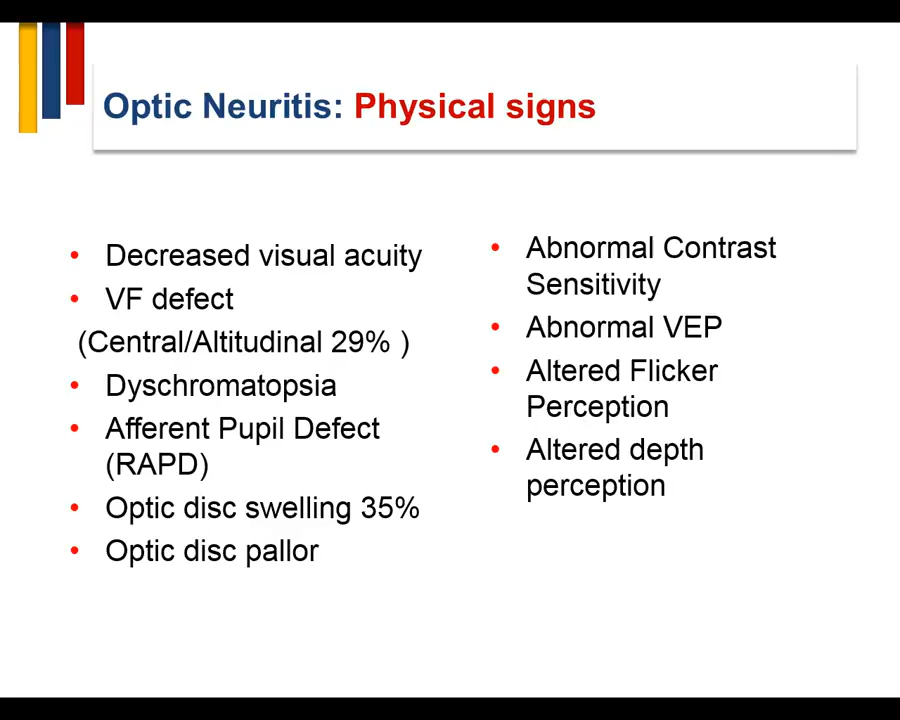 Optic Neuritis: Physical signs
• Decreased visual acuity
• VF defect
(Central/Altitudinal 29% )
• Dyschromatopsia
• Afferent Pupil Defect
(RAPD)
• Optic disc swelling 35%
• Optic disc pallor
• Abnormal Contrast
Sensitivity
• Abnormal VEP
• Altered Flicker
Perception
• Altered depth
perception